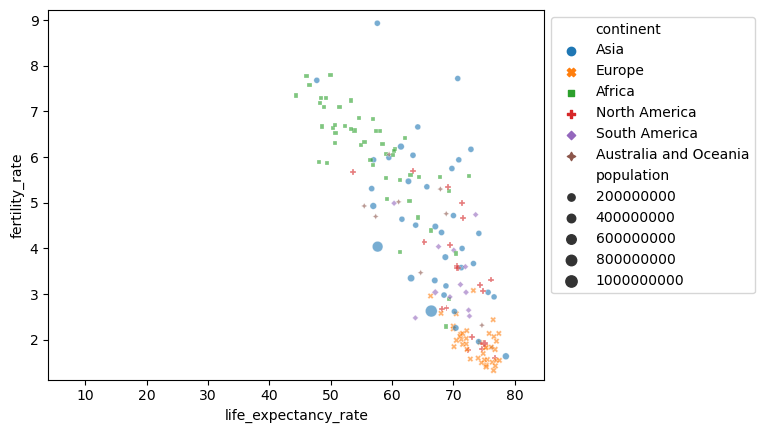 9
8
7
6
5
4
3
2
fertility_rate
10 20 30 40 50 60 70 80
life_expectancy_rate
continent
Asia
Europe
Africa
North America
South America
Australia and Oceania
population
200000000
400000000
600000000
800000000
1000000000